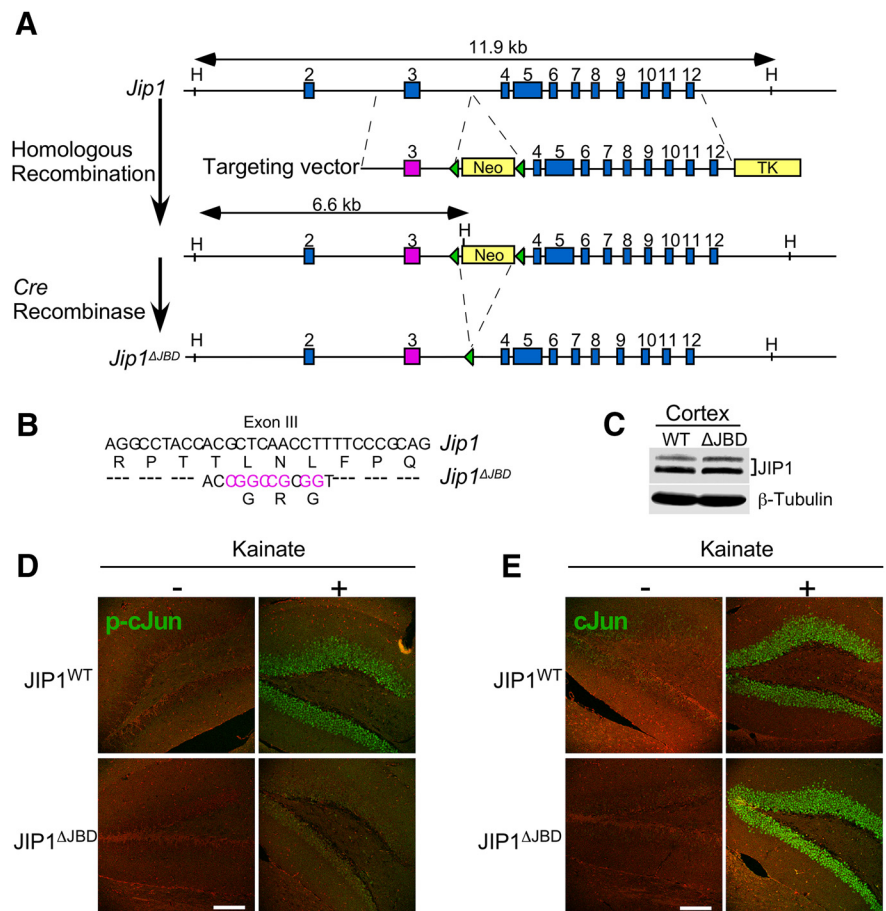 A
11.9 kb
H 2 3 4 5 6 7 8 9 10 11 12 H
Jip1
Homologous
Recombination
3 4 5 6 7 8 9 10 11 12
Targeting vector Neo TK
6.6 kb
H 2 3 H 4 5 6 7 8 9 10 11 12 H
Neo
Cre
Recombinase
H 2 3 4 5 6 7 8 9 10 11 12 H
Jip1ΔJBD
B
Exon III
AGGCCTACCACGCTCAACCTTTTCCCGCAG Jip1
R P T T L N L F P Q
--- --- --- ACCGGCCGCGGT--- --- --- Jip1ΔJBD
G R G
C
Cortex
WT ΔJBD
JIP1
β-Tubulin
D
Kainate
- +
p-cJun
JIP1WT
JIP1ΔJBD
E
Kainate
- +
cJun
JIP1WT
JIP1ΔJBD